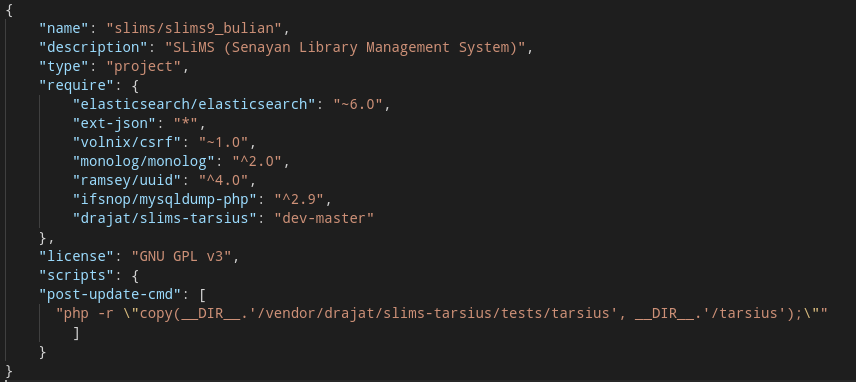 {
"name": "slims/slims9_bulian",
"description": "SLiMS (Senayan Library Management System)",
"type": "project",
"require": {
"elasticsearch/elasticsearch": "~6.0",
"ext-json": "*",
"volnix/csrf": "~1.0",
"monolog/monolog": "^2.0",
"ramsey/uuid": "^4.0",
"ifsnop/mysqldump-php": "^2.9",
"drajat/slims-tarsius": "dev-master"
},
"license": "GNU GPL v3",
"scripts": {
"post-update-cmd": [
"php -r \"copy(__DIR__.'/vendor/drajat/slims-tarsius/tests/tarsius', __DIR__.'/tarsius');\""
]
}
}